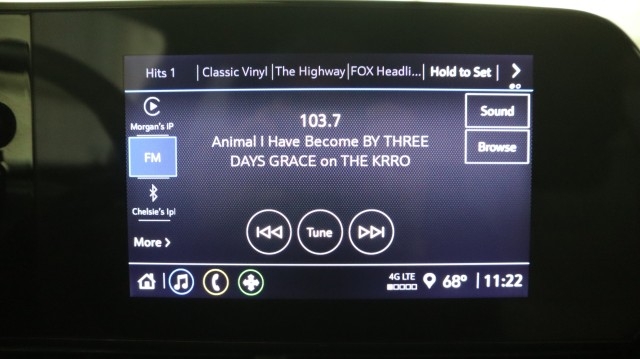 Hits 1 Classic Vinyl The Highway FOX Headli... Hold to Set
Morgan's iP
FM
Chelsie's Ipl
More
103.7
Animal I Have Become BY THREE
DAYS GRACE on THE KRRO
Sound
Browse
Tune
4G LTE 68° 11:22